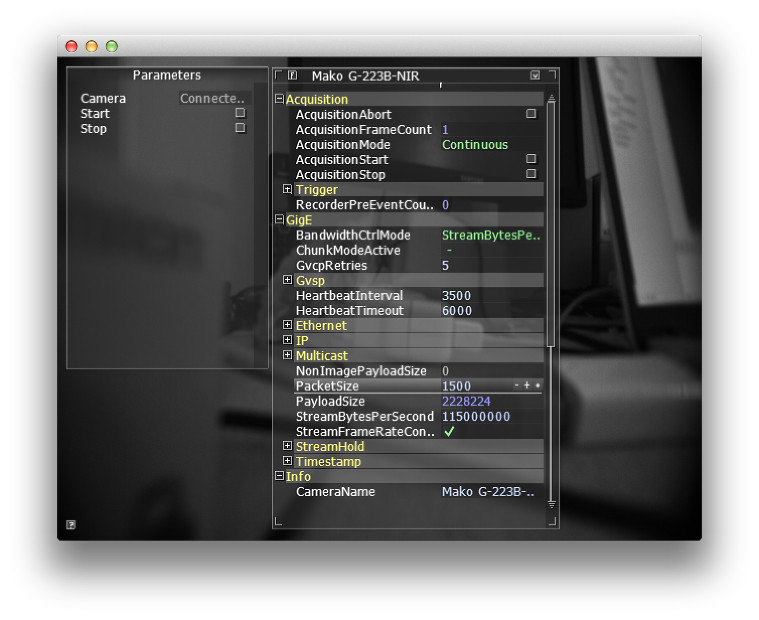 Parameters
Camera Connecte..
Start
Stop
Mako G-223B-NIR
Acquisition
AcquisitionAbort
AcquisitionFrameCount 1
AcquisitionMode Continuous
AcquisitionStart
AcquisitionStop
Trigger
RecorderPreEventCou.. 0
GigE
BandwidthCtrlMode StreamBytesPe..
ChunkModeActive -
GvcpRetries 5
Gvsp
HeartbeatInterval 3500
HeartbeatTimeout 6000
Ethernet
IP
Multicast
NonImagePayloadSize 0
PacketSize 1500
PayloadSize 2228224
StreamBytesPerSecond 115000000
StreamFrameRateCon..
StreamHold
Timestamp
Info
CameraName Mako G-223B-..
?